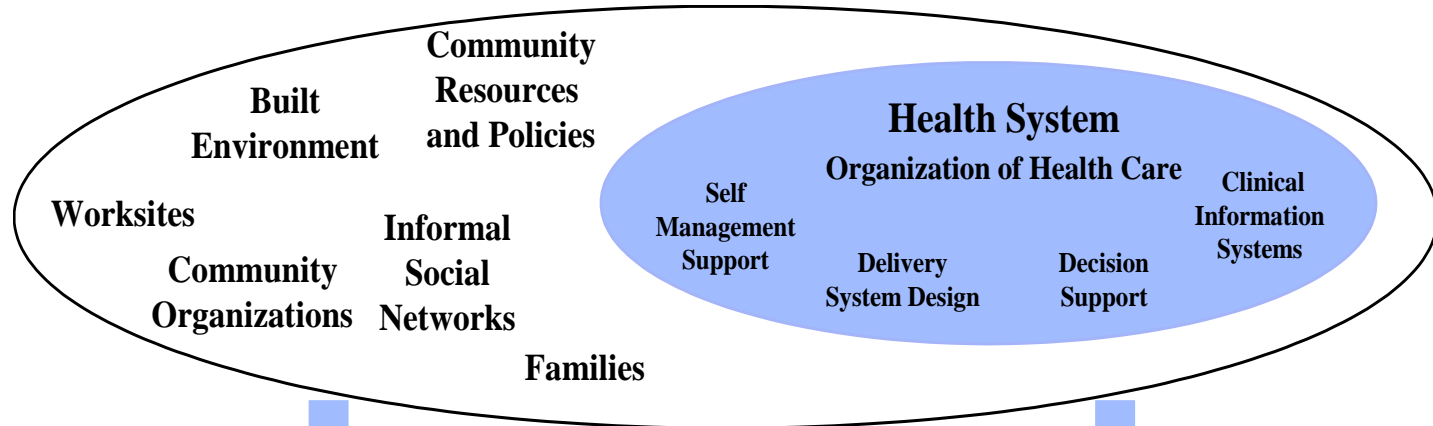 Community
Resources
and Policies
Built
Environment
Worksites
Informal
Social
Networks
Community
Organizations
Families
Health System
Organization of Health Care
Self
Management
Support
Delivery
System Design
Decision
Support
Clinical
Information
Systems